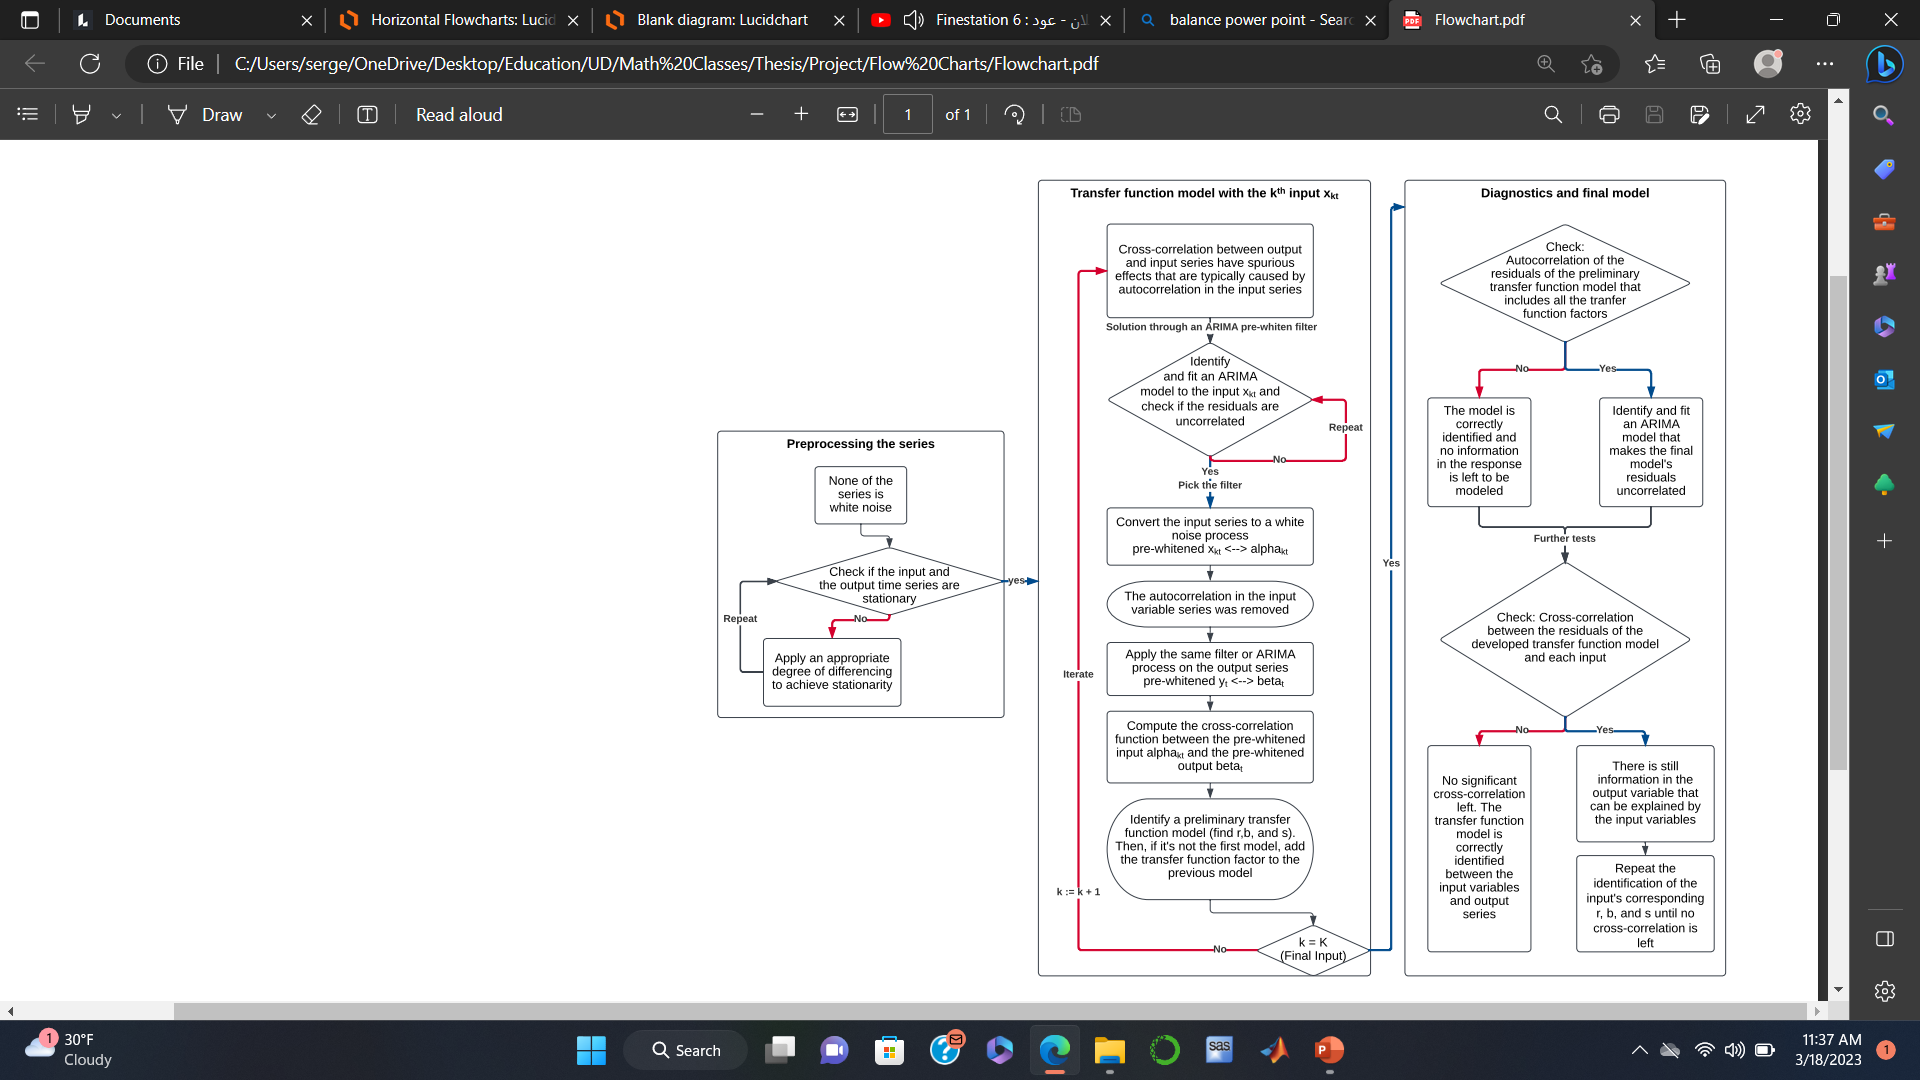 Documents
Horizontal Flowcharts: Lucid
Blank diagram: Lucidchart
Finestation 6 : لان - عود
balance power point - Sear
PDF
Flowchart.pdf
File
C:/Users/serge/OneDrive/Desktop/Education/UD/Math%20Classes/Thesis/Project/Flow%20Charts/Flowchart.pdf
Draw
Read aloud
1
of 1
Preprocessing the series
None of the
series is
white noise
Check if the input and
the output time series are
stationary
yes
Repeat
No
Apply an appropriate
degree of differencing
to achieve stationarity
Transfer function model with the kth input xkt
Cross-correlation between output
and input series have spurious
effects that are typically caused by
autocorrelation in the input series
Solution through an ARIMA pre-whiten filter
Identify
and fit an ARIMA
model to the input xkt and
check if the residuals are
uncorrelated
Repeat
No
Yes
Pick the filter
Convert the input series to a white
noise process
pre-whitened xkt <--> alphakt
The autocorrelation in the input
variable series was removed
Apply the same filter or ARIMA
process on the output series
pre-whitened yt <--> betat
Iterate
Compute the cross-correlation
function between the pre-whitened
input alphakt and the pre-whitened
output betat
Identify a preliminary transfer
function model (find r,b, and s).
Then, if it's not the first model, add
the transfer function factor to the
previous model
k := k + 1
No
k = K
(Final Input)
Yes
Diagnostics and final model
Check:
Autocorrelation of the
residuals of the preliminary
transfer function model that
includes all the tranfer
function factors
No
Yes
The model is
correctly
identified and
no information
in the response
is left to be
modeled
Identify and fit
an ARIMA
model that
makes the final
model's
residuals
uncorrelated
Further tests
Check: Cross-correlation
between the residuals of the
developed transfer function model
and each input
No
Yes
No significant
cross-correlation
left. The
transfer function
model is
correctly
identified
between the
input variables
and output
series
There is still
information in the
output variable that
can be explained by
the input variables
Repeat the
identification of the
input's corresponding
r, b, and s until no
cross-correlation is
left
1
30°F
Cloudy
Search
sas
P
11:37 AM
3/18/2023
1